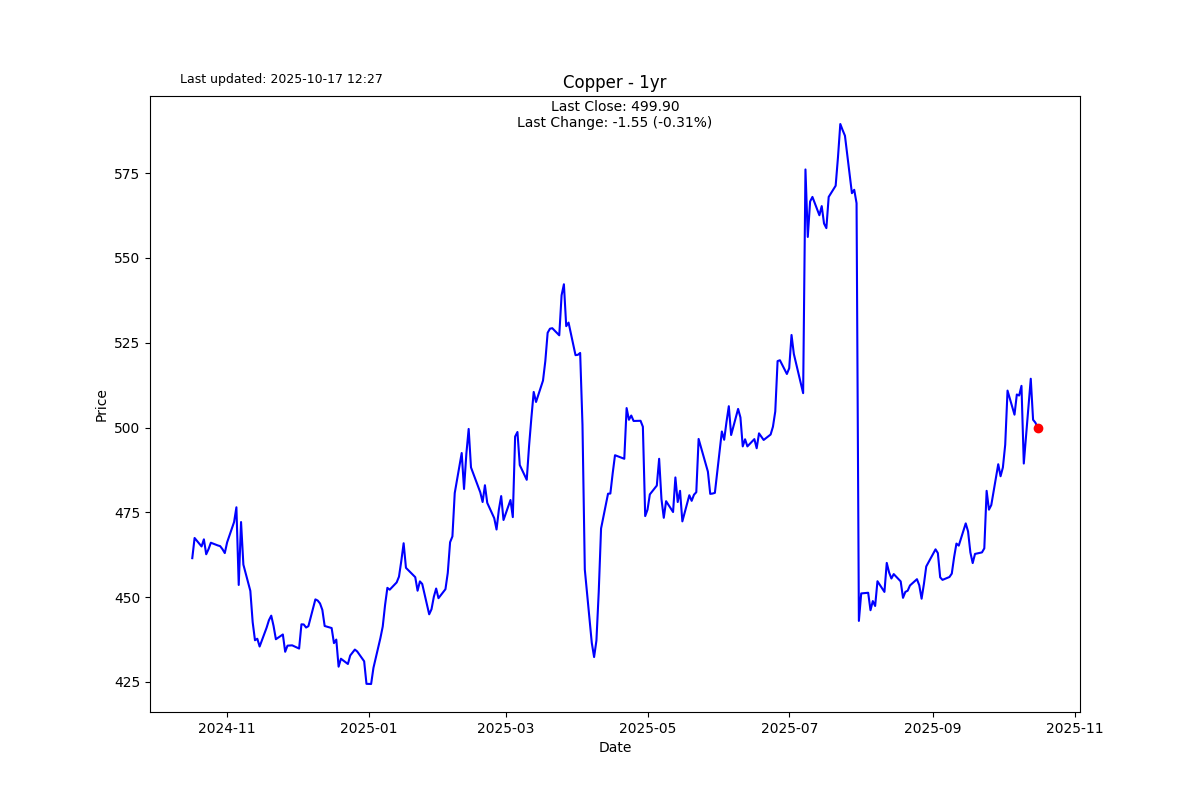 Last updated: 2025-10-17 12:27
Copper - 1yr
Last Close: 499.90
Last Change: -1.55 (-0.31%)
575
550
525
500
475
450
425
Price
2024-11
2025-01
2025-03
2025-05
2025-07
2025-09
2025-11
Date